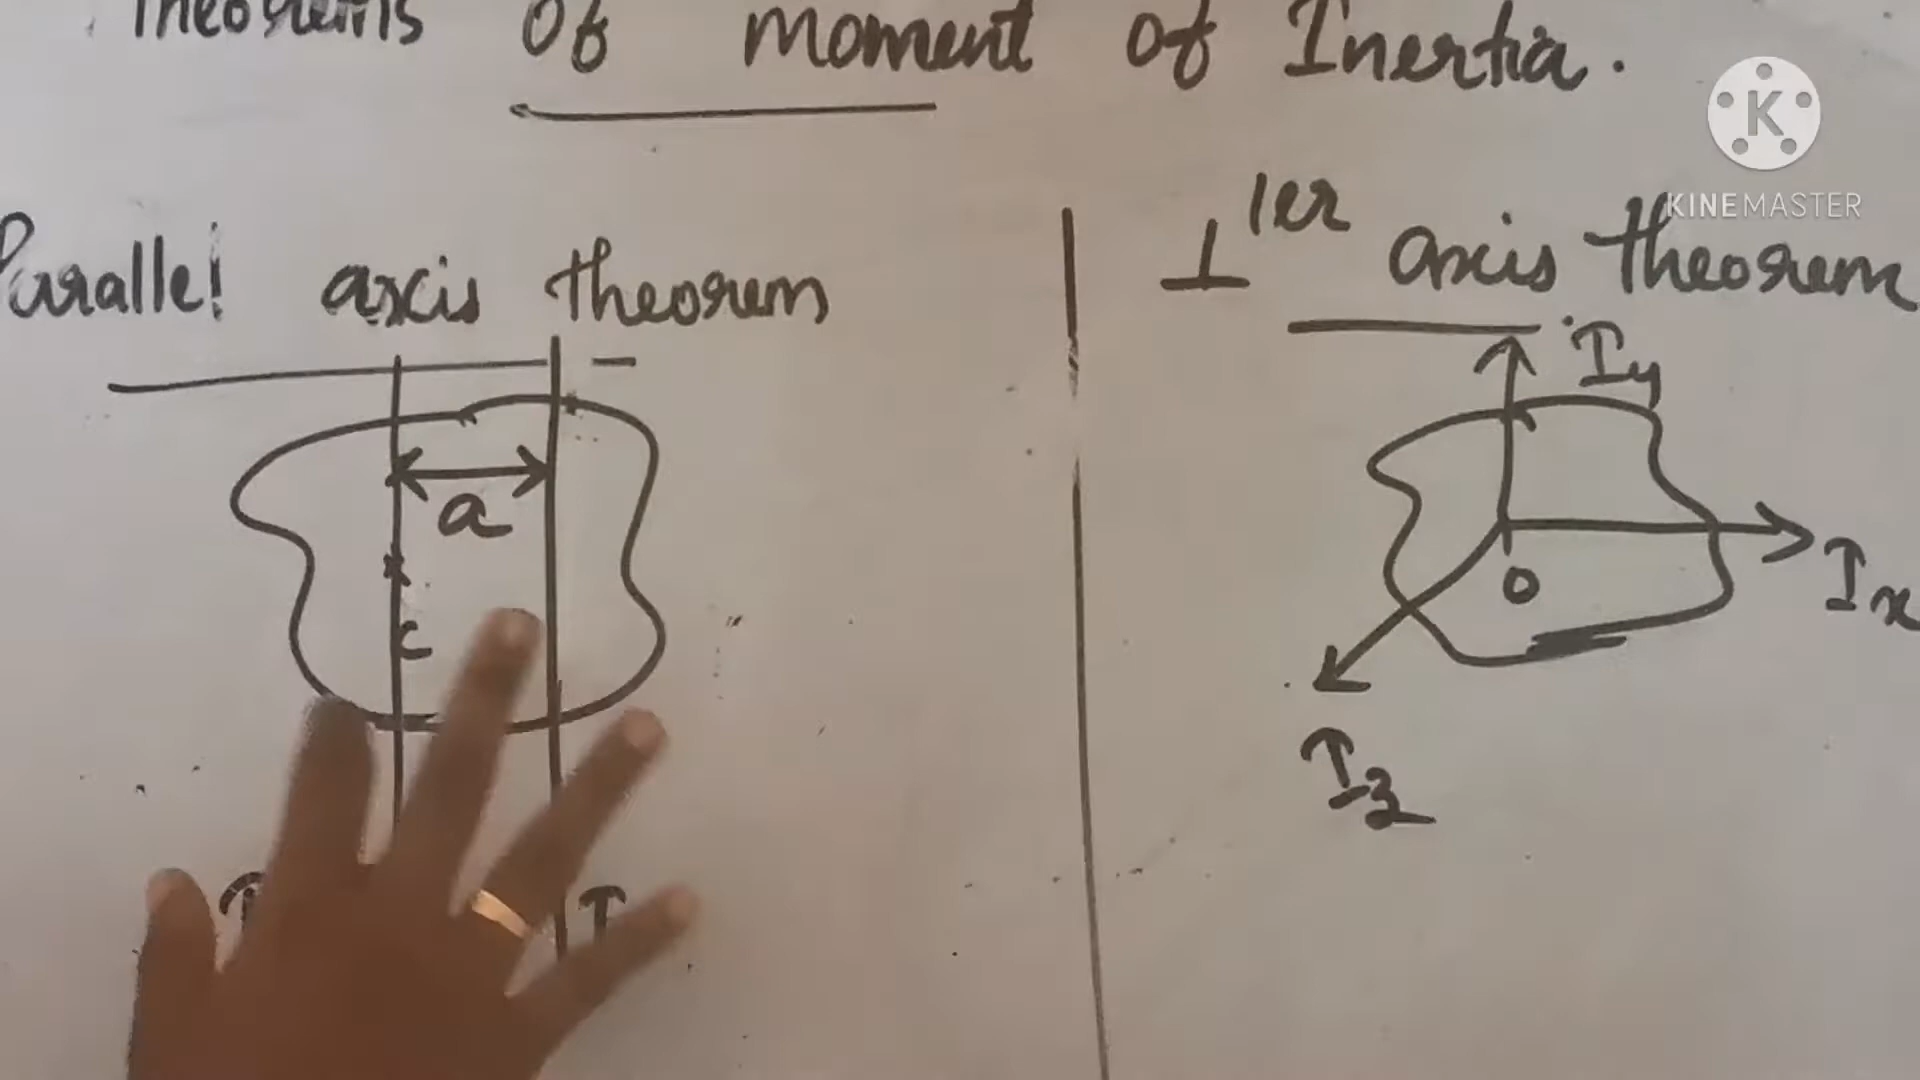 Theorems Of Moment of Inertia.
K
KINEMASTER
Parallel axis theorem
a
c
I
⊥ler axis theorem
Iy
Ix
O
Iz